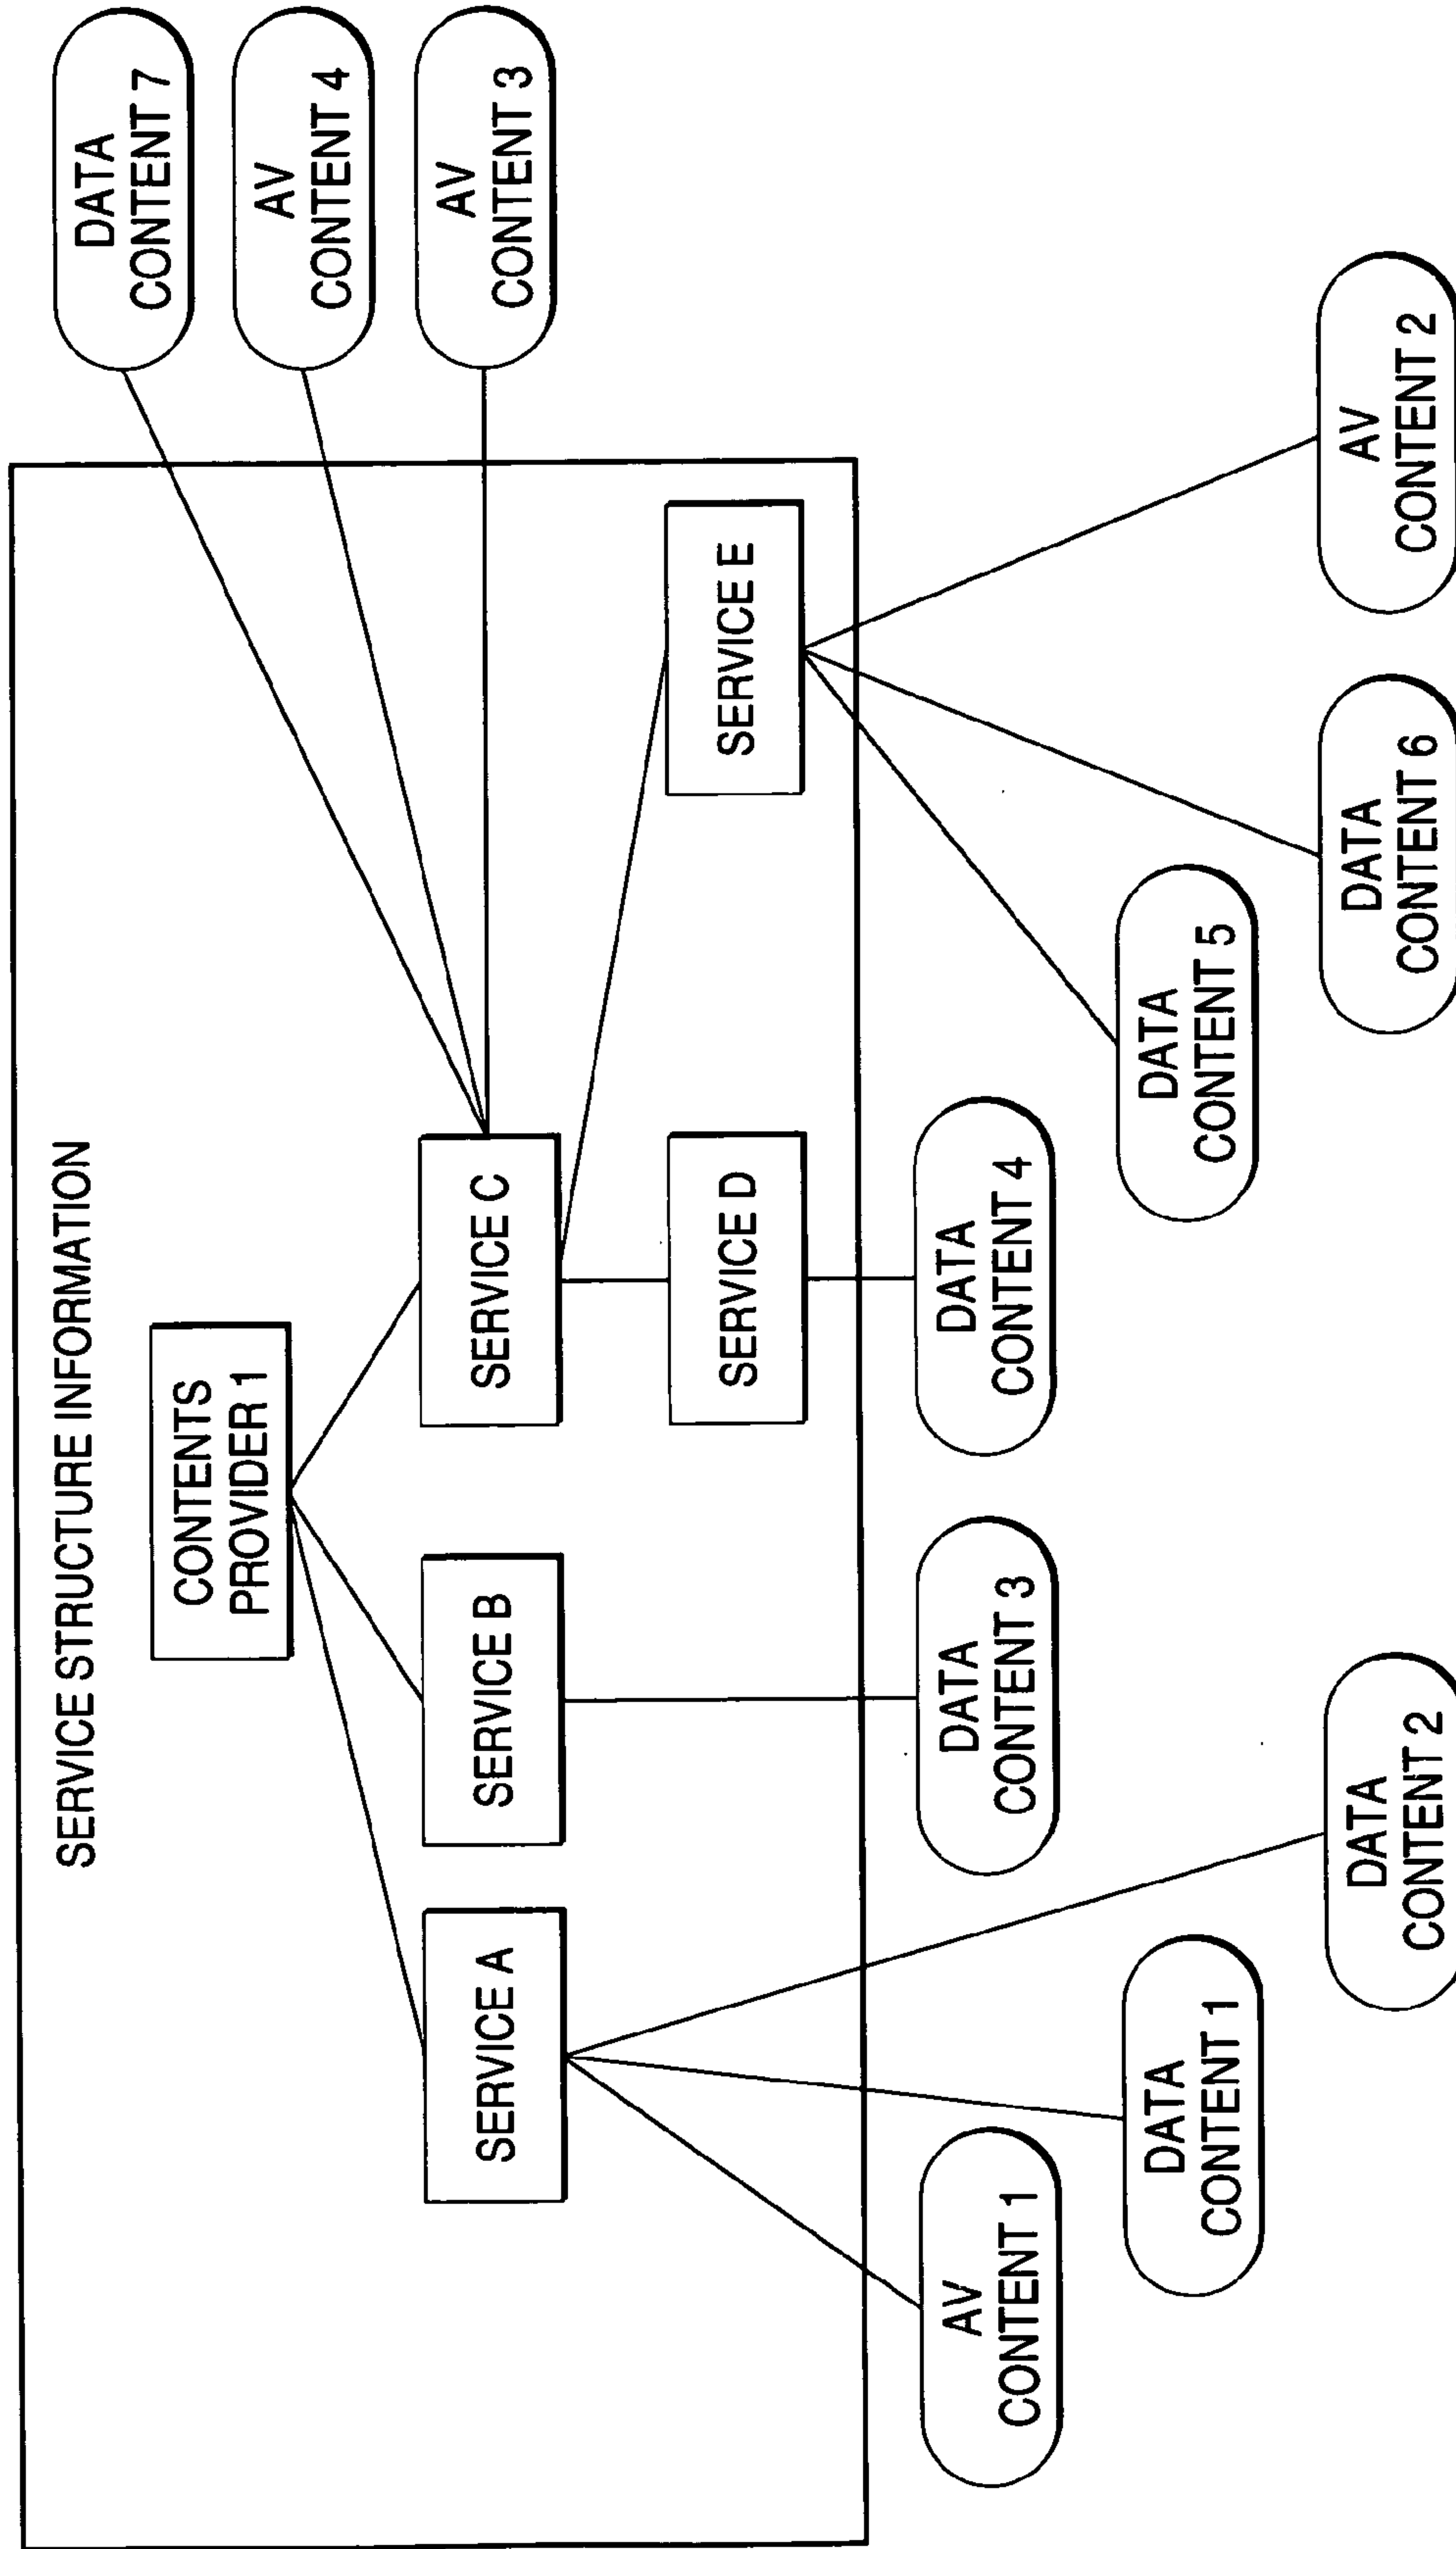 SERVICE STRUCTURE INFORMATION
CONTENTS
PROVIDER 1
SERVICE A
SERVICE B
SERVICE C
SERVICE D
SERVICE E
DATA
CONTENT 7
AV
CONTENT 4
AV
CONTENT 3
AV
CONTENT 1
DATA
CONTENT 1
DATA
CONTENT 2
DATA
CONTENT 3
DATA
CONTENT 4
DATA
CONTENT 5
DATA
CONTENT 6
AV
CONTENT 2